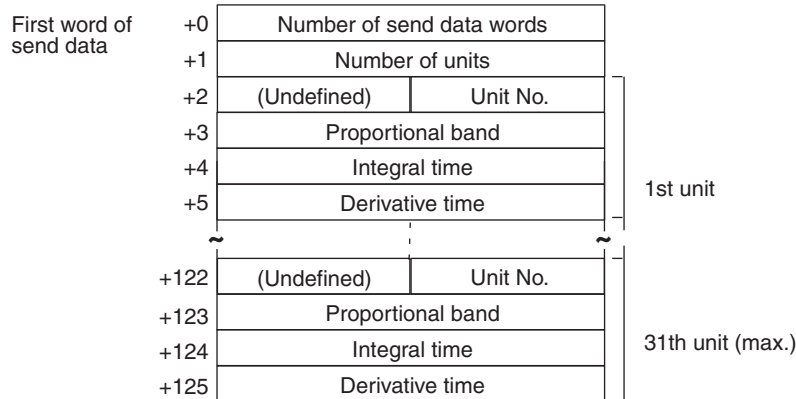 First word of
send data
+0 Number of send data words
+1 Number of units
+2 (Undefined) Unit No.
+3 Proportional band
+4 Integral time
+5 Derivative time
1st unit
~ ~
+122 (Undefined) Unit No.
+123 Proportional band
+124 Integral time
+125 Derivative time
31th unit (max.)